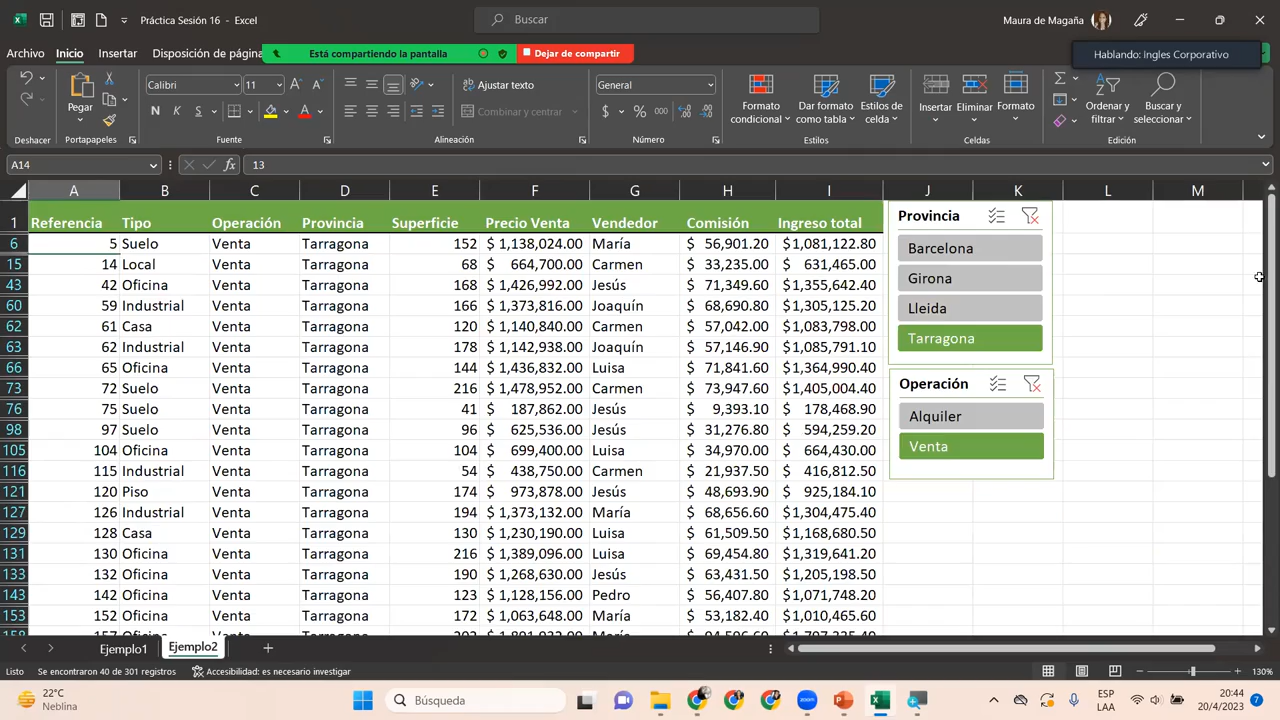 Práctica Sesión 16 - Excel
Buscar
Maura de Magaña
Archivo Inicio Insertar Disposición de página
Está compartiendo la pantalla
Dejar de compartir
Hablando: Ingles Corporativo
Pegar
Calibri 11
Ajustar texto
General
Formato condicional
Dar formato como tabla
Estilos de celda
Insertar
Eliminar
Formato
Ordenar y filtrar
Buscar y seleccionar
N K S
Combinar y centrar
$ % 000
Deshacer Portapapeles Fuente Alineación Número Estilos Celdas Edición
A14 fx 13
A B C D E F G H I J K L M
1 Referencia Tipo Operación Provincia Superficie Precio Venta Vendedor Comisión Ingreso total
6 5 Suelo Venta Tarragona 152 $ 1,138,024.00 María $ 56,901.20 $1,081,122.80
15 14 Local Venta Tarragona 68 $ 664,700.00 Carmen $ 33,235.00 $ 631,465.00
43 42 Oficina Venta Tarragona 168 $ 1,426,992.00 Jesús $ 71,349.60 $1,355,642.40
60 59 Industrial Venta Tarragona 166 $ 1,373,816.00 Joaquín $ 68,690.80 $1,305,125.20
62 61 Casa Venta Tarragona 120 $ 1,140,840.00 Carmen $ 57,042.00 $1,083,798.00
63 62 Industrial Venta Tarragona 178 $ 1,142,938.00 Joaquín $ 57,146.90 $1,085,791.10
66 65 Oficina Venta Tarragona 144 $ 1,436,832.00 Luisa $ 71,841.60 $1,364,990.40
73 72 Suelo Venta Tarragona 216 $ 1,478,952.00 Carmen $ 73,947.60 $1,405,004.40
76 75 Suelo Venta Tarragona 41 $ 187,862.00 Jesús $ 9,393.10 $ 178,468.90
98 97 Suelo Venta Tarragona 96 $ 625,536.00 Jesús $ 31,276.80 $ 594,259.20
105 104 Oficina Venta Tarragona 104 $ 699,400.00 Luisa $ 34,970.00 $ 664,430.00
116 115 Industrial Venta Tarragona 54 $ 438,750.00 Carmen $ 21,937.50 $ 416,812.50
121 120 Piso Venta Tarragona 174 $ 973,878.00 Jesús $ 48,693.90 $ 925,184.10
127 126 Industrial Venta Tarragona 194 $ 1,373,132.00 María $ 68,656.60 $1,304,475.40
129 128 Casa Venta Tarragona 130 $ 1,230,190.00 Luisa $ 61,509.50 $1,168,680.50
131 130 Oficina Venta Tarragona 216 $ 1,389,096.00 Luisa $ 69,454.80 $1,319,641.20
133 132 Oficina Venta Tarragona 190 $ 1,268,630.00 Jesús $ 63,431.50 $1,205,198.50
143 142 Oficina Venta Tarragona 123 $ 1,128,156.00 Pedro $ 56,407.80 $1,071,748.20
153 152 Oficina Venta Tarragona 172 $ 1,063,648.00 María $ 53,182.40 $1,010,465.60
Provincia
Barcelona
Girona
Lleida
Tarragona
Operación
Alquiler
Venta
Ejemplo1 Ejemplo2
Listo Se encontraron 40 de 301 registros Accesibilidad: es necesario investigar 130%
22°C
Neblina
Búsqueda
ESP
LAA
20:44
20/4/2023
7